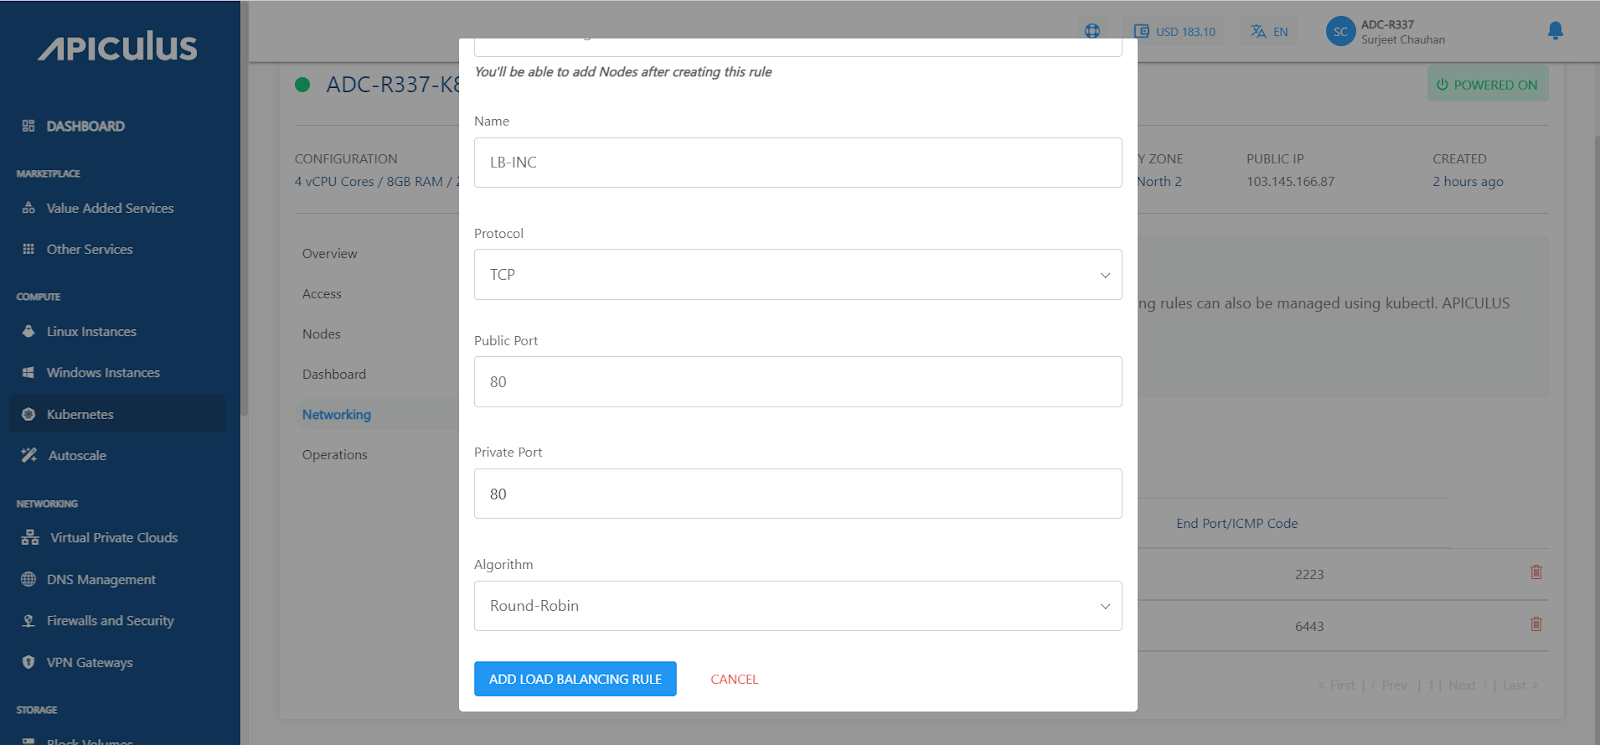 APICULUS
DASHBOARD
MARKETPLACE
Value Added Services
Other Services
COMPUTE
Linux Instances
Windows Instances
Kubernetes
Autoscale
NETWORKING
Virtual Private Clouds
DNS Management
Firewalls and Security
VPN Gateways
STORAGE
Block Volumes
USD 183.10
EN
SC
ADC-R337
Surjeet Chauhan
ADC-R337-K8
POWERED ON
CONFIGURATION
4 vCPU Cores / 8GB RAM / 2
Y ZONE
North 2
PUBLIC IP
103.145.166.87
CREATED
2 hours ago
Overview
Access
Nodes
Dashboard
Networking
Operations
ng rules can also be managed using kubectl. APICULUS
End Port/ICMP Code
2223
6443
< First | < Prev | 1 | Next > | Last >
You'll be able to add Nodes after creating this rule
Name
LB-INC
Protocol
TCP
Public Port
80
Private Port
80
Algorithm
Round-Robin
ADD LOAD BALANCING RULE
CANCEL